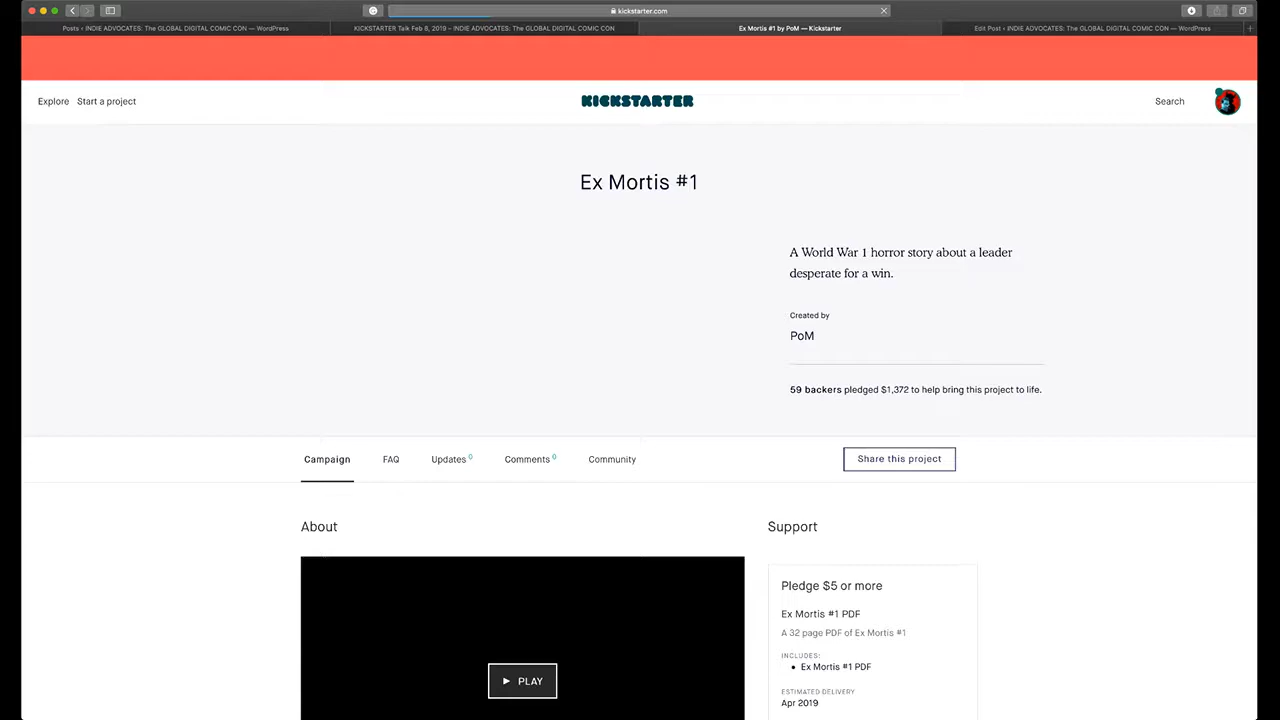 kickstarter.com
Posts ‹ INDIE ADVOCATES: The GLOBAL DIGITAL COMIC CON — WordPress
KICKSTARTER Talk Feb 8, 2019 – INDIE ADVOCATES: The GLOBAL DIGITAL COMIC CON
Ex Mortis #1 by PoM — Kickstarter
Edit Post ‹ INDIE ADVOCATES: The GLOBAL DIGITAL COMIC CON — WordPress
Explore Start a project
KICKSTARTER
Search
Ex Mortis #1
A World War 1 horror story about a leader
desperate for a win.
Created by
PoM
59 backers pledged $1,372 to help bring this project to life.
Campaign FAQ Updates 0 Comments 0 Community
Share this project
About
Support
PLAY
Pledge $5 or more
Ex Mortis #1 PDF
A 32 page PDF of Ex Mortis #1
INCLUDES:
• Ex Mortis #1 PDF
ESTIMATED DELIVERY
Apr 2019